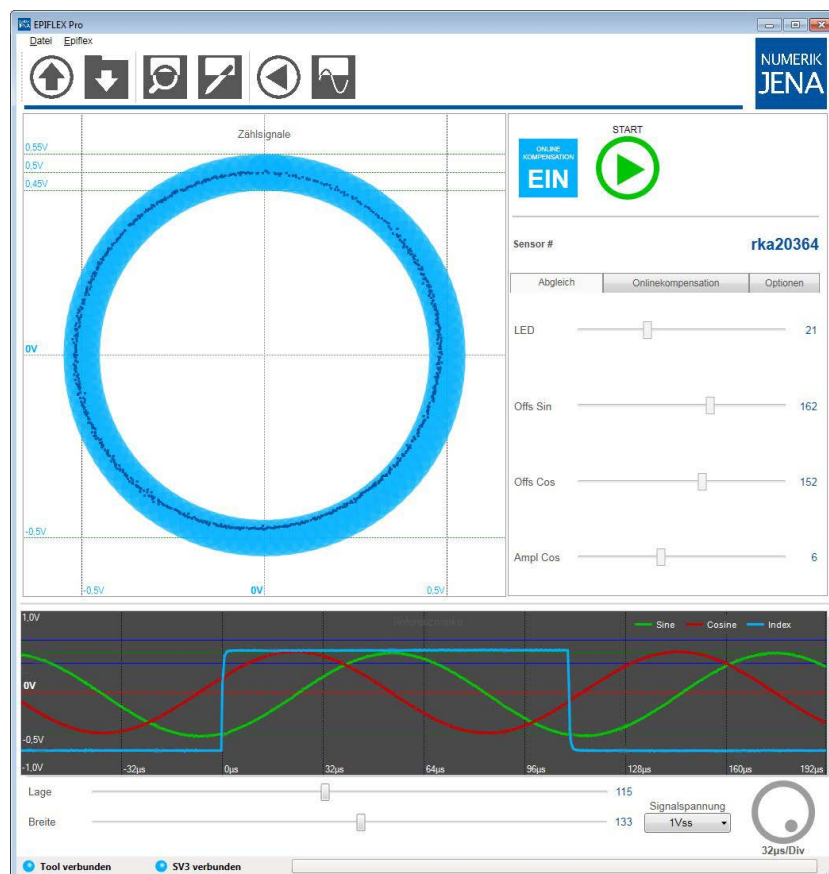 EPIFLEX Pro
Datei Epiflex
NUMERIK
JENA
Zählsignale
0,55V
0,5V
0,45V
0V
-0,5V
-0,5V 0V 0,5V
START
ONLINE
KOMPENSATION
EIN
Sensor # rka20364
Abgleich Onlinekompensation Optionen
LED 21
Offs Sin 162
Offs Cos 152
Ampl Cos 6
1,0V
Sine Cosine Index
0V
-0,5V
-1,0V -32µs 0µs 32µs 64µs 96µs 128µs 160µs 192µs
Lage 115
Breite 133
Signalspannung
1Vss
32µs/Div
Tool verbunden SV3 verbunden